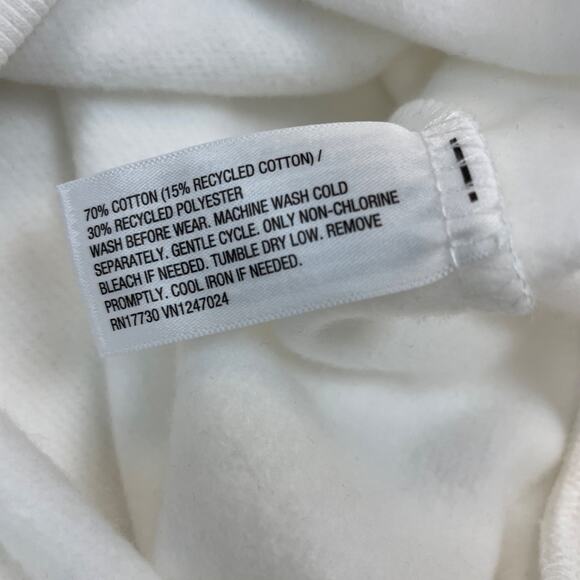 70% COTTON (15% RECYCLED COTTON) /
30% RECYCLED POLYESTER
WASH BEFORE WEAR. MACHINE WASH COLD
SEPARATELY. GENTLE CYCLE. ONLY NON-CHLORINE
BLEACH IF NEEDED. TUMBLE DRY LOW. REMOVE
PROMPTLY. COOL IRON IF NEEDED.
RN17730 VN1247024